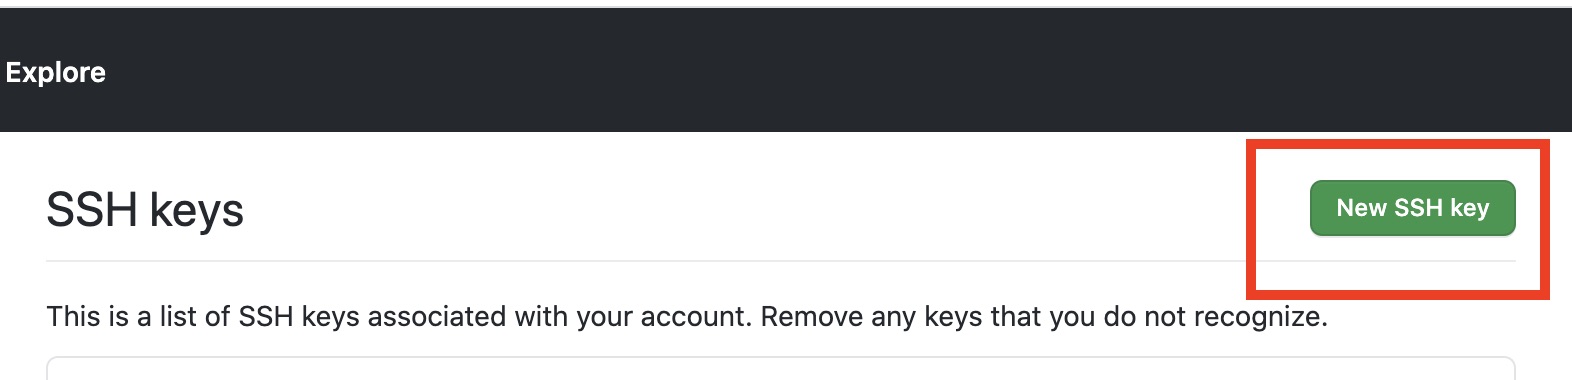 Explore
SSH keys
New SSH key
This is a list of SSH keys associated with your account. Remove any keys that you do not recognize.